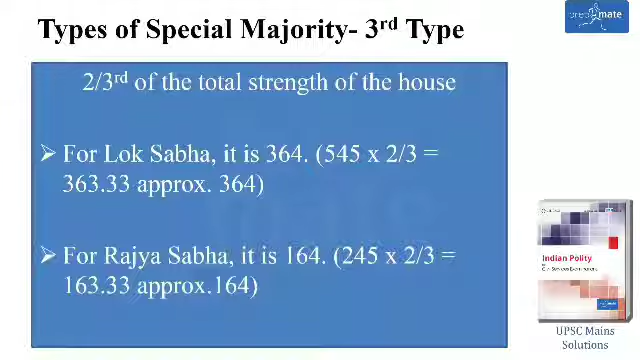 Types of Special Majority- 3rd Type
prepmate
2/3rd of the total strength of the house
➢ For Lok Sabha, it is 364. (545 x 2/3 =
363.33 approx. 364)
➢ For Rajya Sabha, it is 164. (245 x 2/3 =
163.33 approx.164)
Indian Polity
UPSC Mains
Solutions